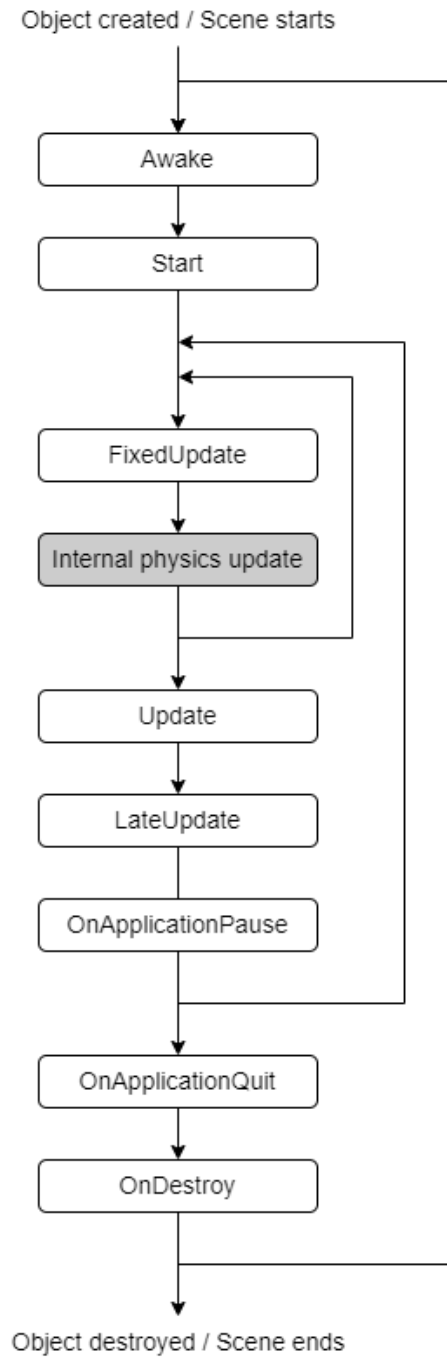 Object created / Scene starts
Awake
Start
FixedUpdate
Internal physics update
Update
LateUpdate
OnApplicationPause
OnApplicationQuit
OnDestroy
Object destroyed / Scene ends